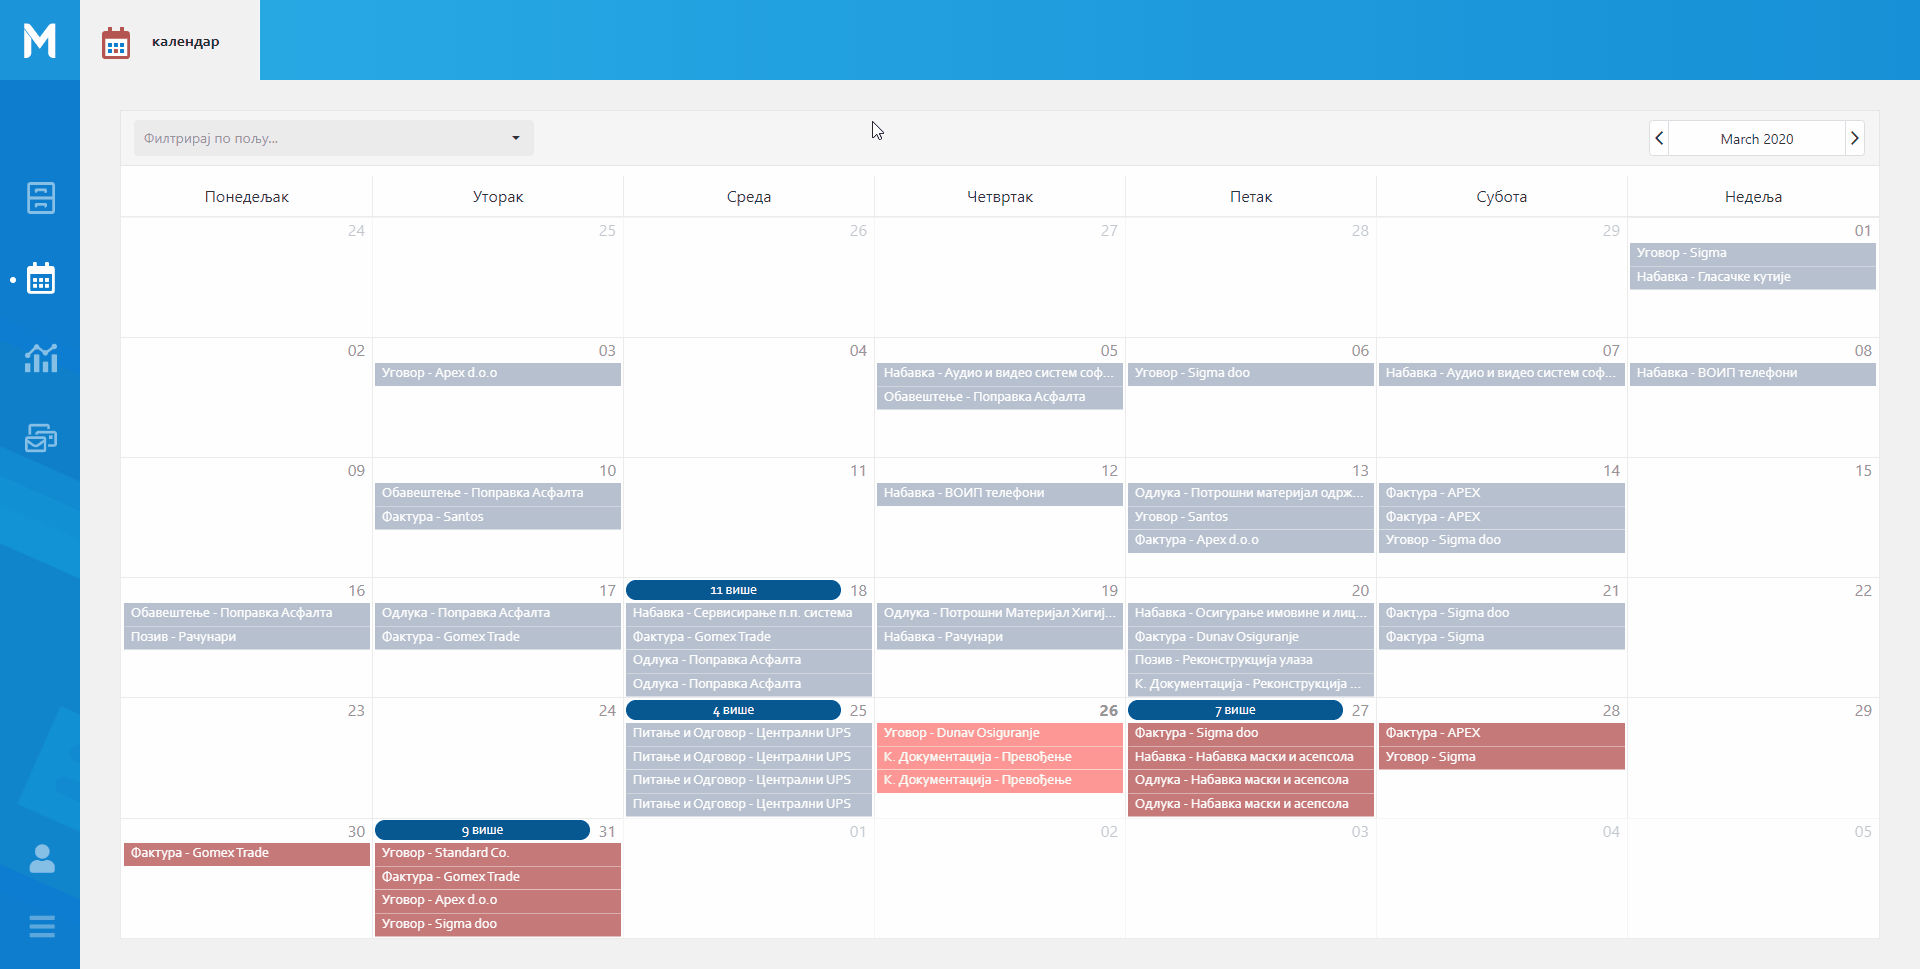 календар
Филтрирај по пољу...
March 2020
Понедељак
Уторак
Среда
Четвртак
Петак
Субота
Недеља
24
25
26
27
28
29
01
Уговор - Sigma
Набавка - Гласачке кутије
02
03
04
05
06
07
08
Уговор - Apex d.o.o
Набавка - Аудио и видео систем соф...
Обавештење - Поправка Асфалта
Уговор - Sigma doo
Набавка - Аудио и видео систем соф...
Набавка - ВОИП телефони
09
10
11
12
13
14
15
Обавештење - Поправка Асфалта
Фактура - Santos
Набавка - ВОИП телефони
Одлука - Потрошни материјал одрж...
Уговор - Santos
Фактура - Apex d.o.o
Фактура - APEX
Фактура - APEX
Уговор - Sigma doo
16
17
11 више
18
19
20
21
22
Обавештење - Поправка Асфалта
Позив - Рачунари
Одлука - Поправка Асфалта
Фактура - Gomex Trade
Набавка - Сервисирање п.п. система
Фактура - Gomex Trade
Одлука - Поправка Асфалта
Одлука - Поправка Асфалта
Одлука - Потрошни Материјал Хигиј...
Набавка - Рачунари
Набавка - Осигурање имовине и лиц...
Фактура - Dunav Osiguranje
Позив - Реконструкција улаза
К. Документација - Реконструкција ...
Фактура - Sigma doo
Фактура - Sigma
23
24
4 више
25
26
7 више
27
28
29
Питање и Одговор - Централни UPS
Питање и Одговор - Централни UPS
Питање и Одговор - Централни UPS
Питање и Одговор - Централни UPS
Уговор - Dunav Osiguranje
К. Документација - Превођење
К. Документација - Превођење
Фактура - Sigma doo
Набавка - Набавка маски и асепсола
Одлука - Набавка маски и асепсола
Одлука - Набавка маски и асепсола
Фактура - APEX
Уговор - Sigma
30
9 више
31
01
02
03
04
05
Фактура - Gomex Trade
Уговор - Standard Co.
Фактура - Gomex Trade
Уговор - Apex d.o.o
Уговор - Sigma doo